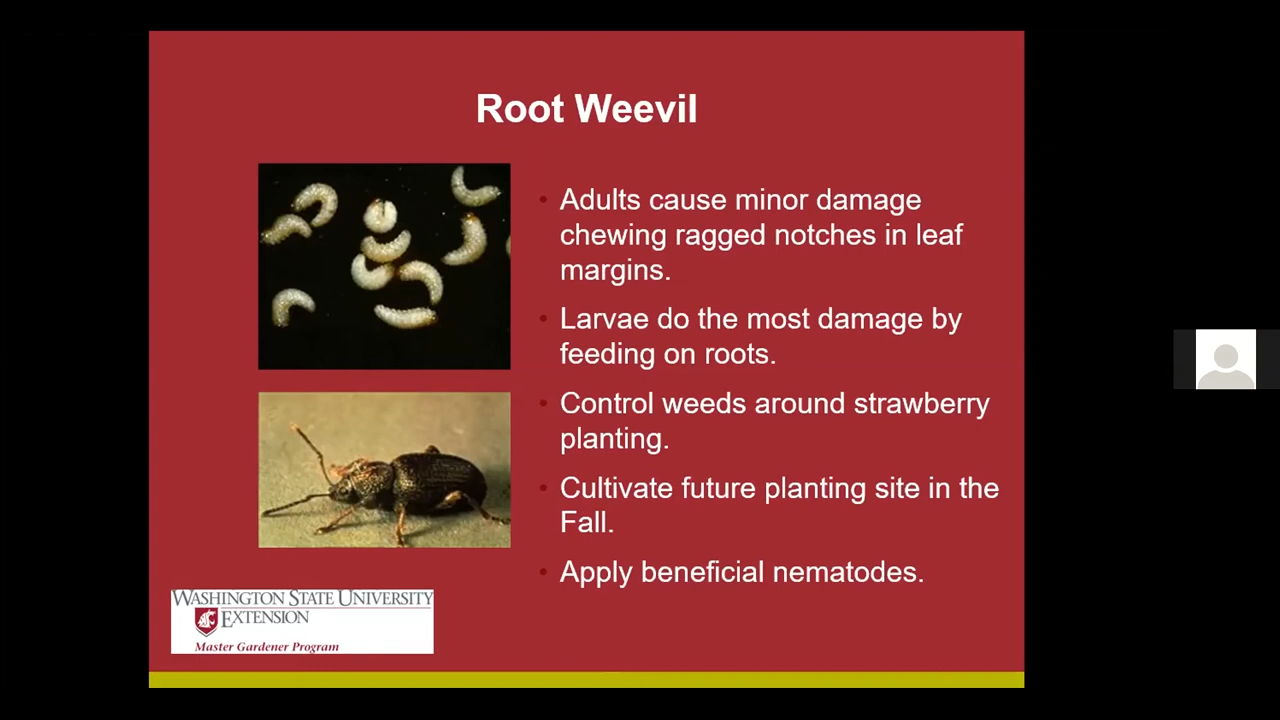 Root Weevil
• Adults cause minor damage
chewing ragged notches in leaf
margins.
• Larvae do the most damage by
feeding on roots.
• Control weeds around strawberry
planting.
• Cultivate future planting site in the
Fall.
• Apply beneficial nematodes.
WASHINGTON STATE UNIVERSITY
EXTENSION
Master Gardener Program